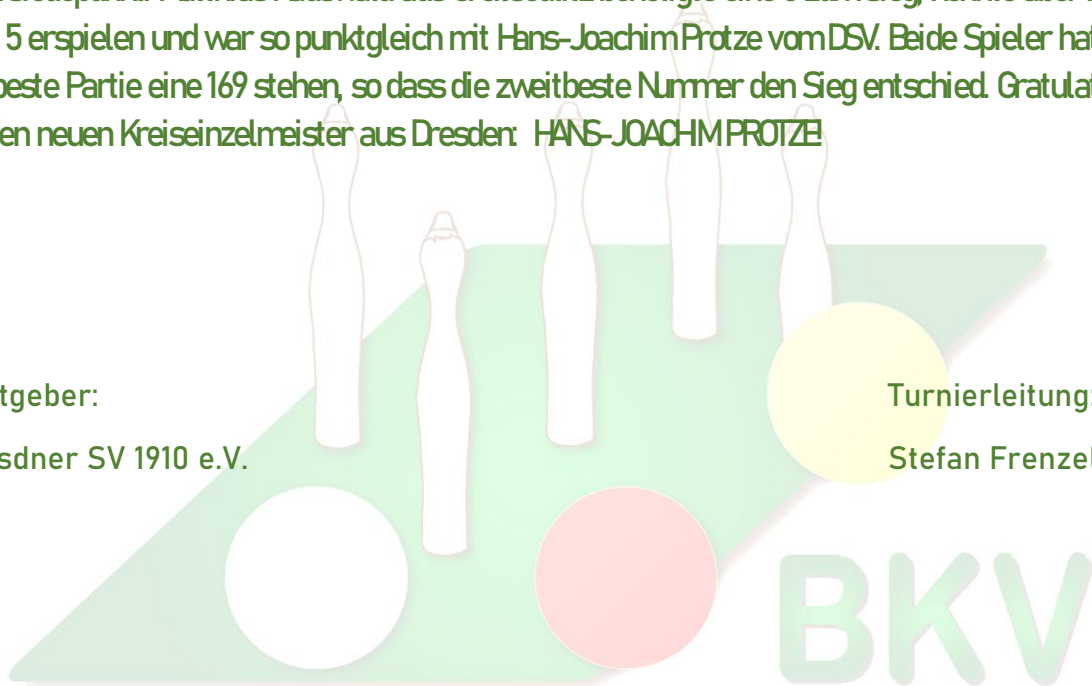 5 erspielen und war so punktgleich mit Hans-Joachim Protze vom DSV. Beide Spieler hat
beste Partie eine 169 stehen, so dass die zweitbeste Nummer den Sieg entschied. Gratulat
en neuen Kreiseinzelmeister aus Dresden: HANS-JOACHIM PROTZE!
tgeber:
Turnierleitung:
sdner SV 1910 e.V.
Stefan Frenzel
BKV